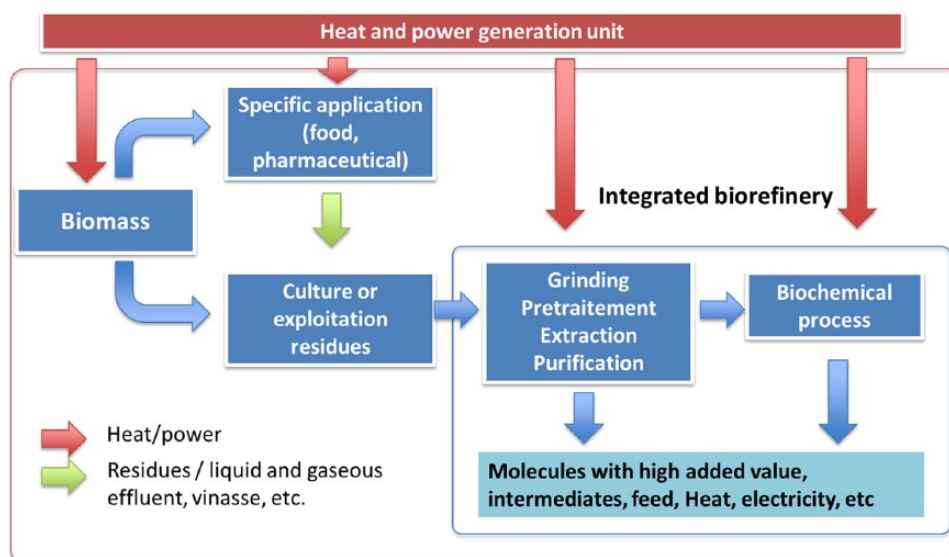 Heat and power generation unit
Specific application
(food,
pharmaceutical)
Biomass
Integrated biorefinery
Culture or
exploitation
residues
Grinding
Pretraitement
Extraction
Purification
Biochemical
process
Heat/power
Residues / liquid and gaseous
effluent, vinasse, etc.
Molecules with high added value,
intermediates, feed, Heat, electricity, etc